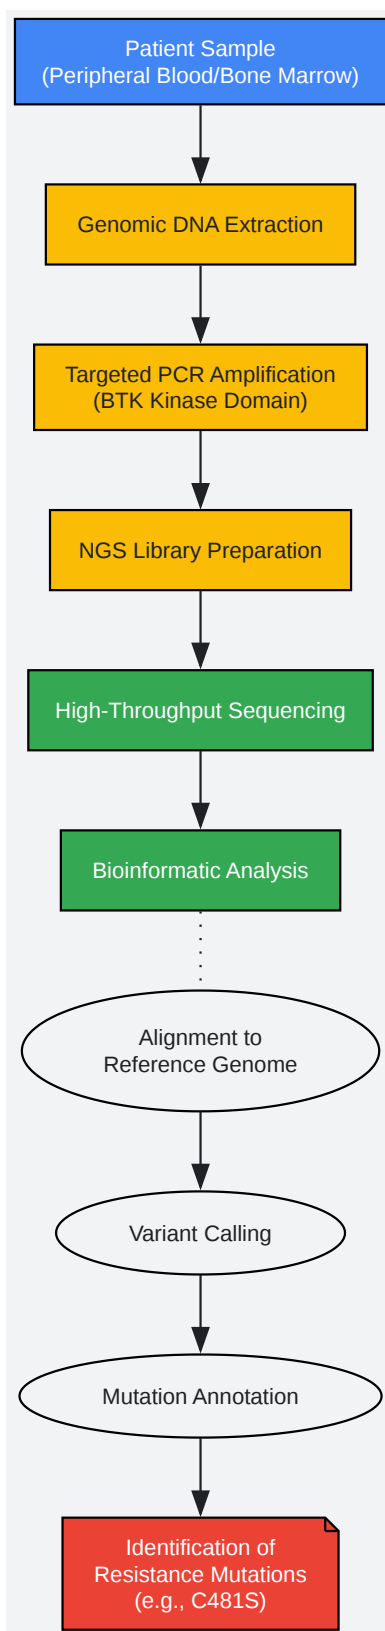 Patient Sample
(Peripheral Blood/Bone Marrow)
Genomic DNA Extraction
Targeted PCR Amplification
(BTK Kinase Domain)
NGS Library Preparation
High-Throughput Sequencing
Bioinformatic Analysis
Alignment to
Reference Genome
Variant Calling
Mutation Annotation
Identification of
Resistance Mutations
(e.g., C481S)